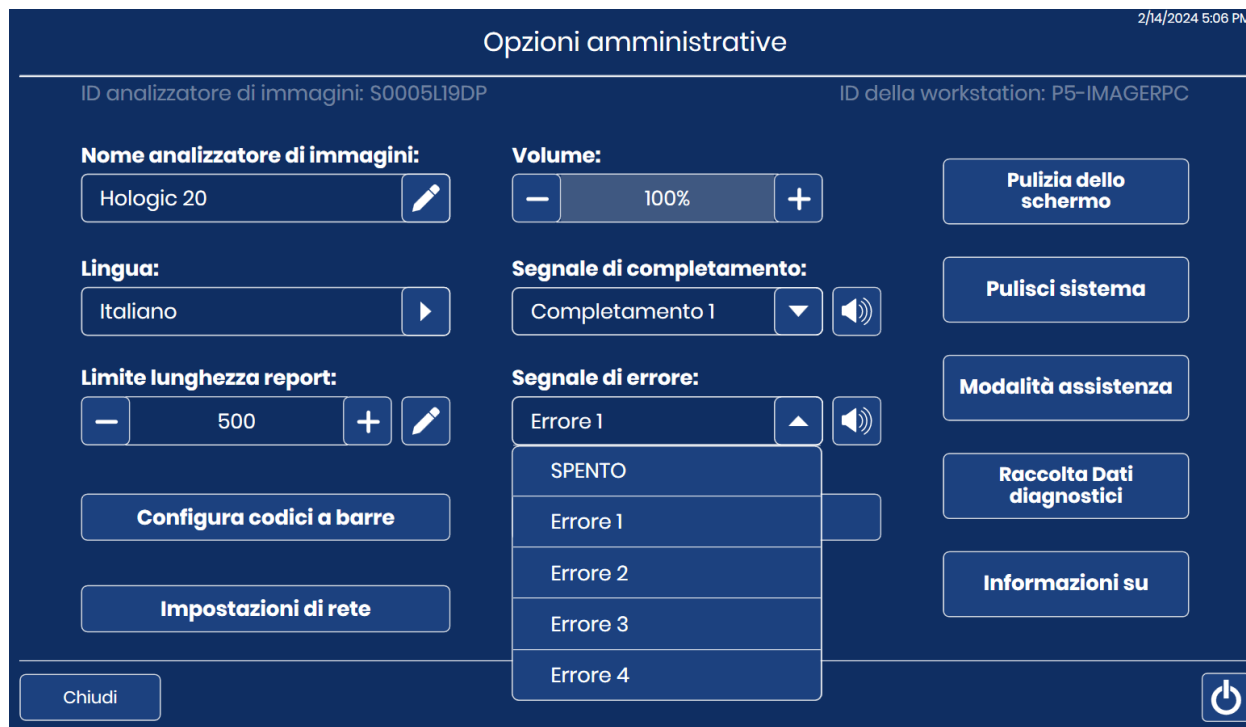 2/14/2024 5:06 PM
Opzioni amministrative
ID analizzatore di immagini: S0005L19DP
ID della workstation: P5-IMAGERPC
Nome analizzatore di immagini:
Hologic 20
Volume:
100%
Pulizia dello
schermo
Lingua:
Italiano
Segnale di completamento:
Completamento 1
Pulisci sistema
Limite lunghezza report:
500
Segnale di errore:
Errore 1
Modalità assistenza
SPENTO
Errore 1
Errore 2
Errore 3
Errore 4
Configura codici a barre
Raccolta Dati
diagnostici
Impostazioni di rete
Informazioni su
Chiudi